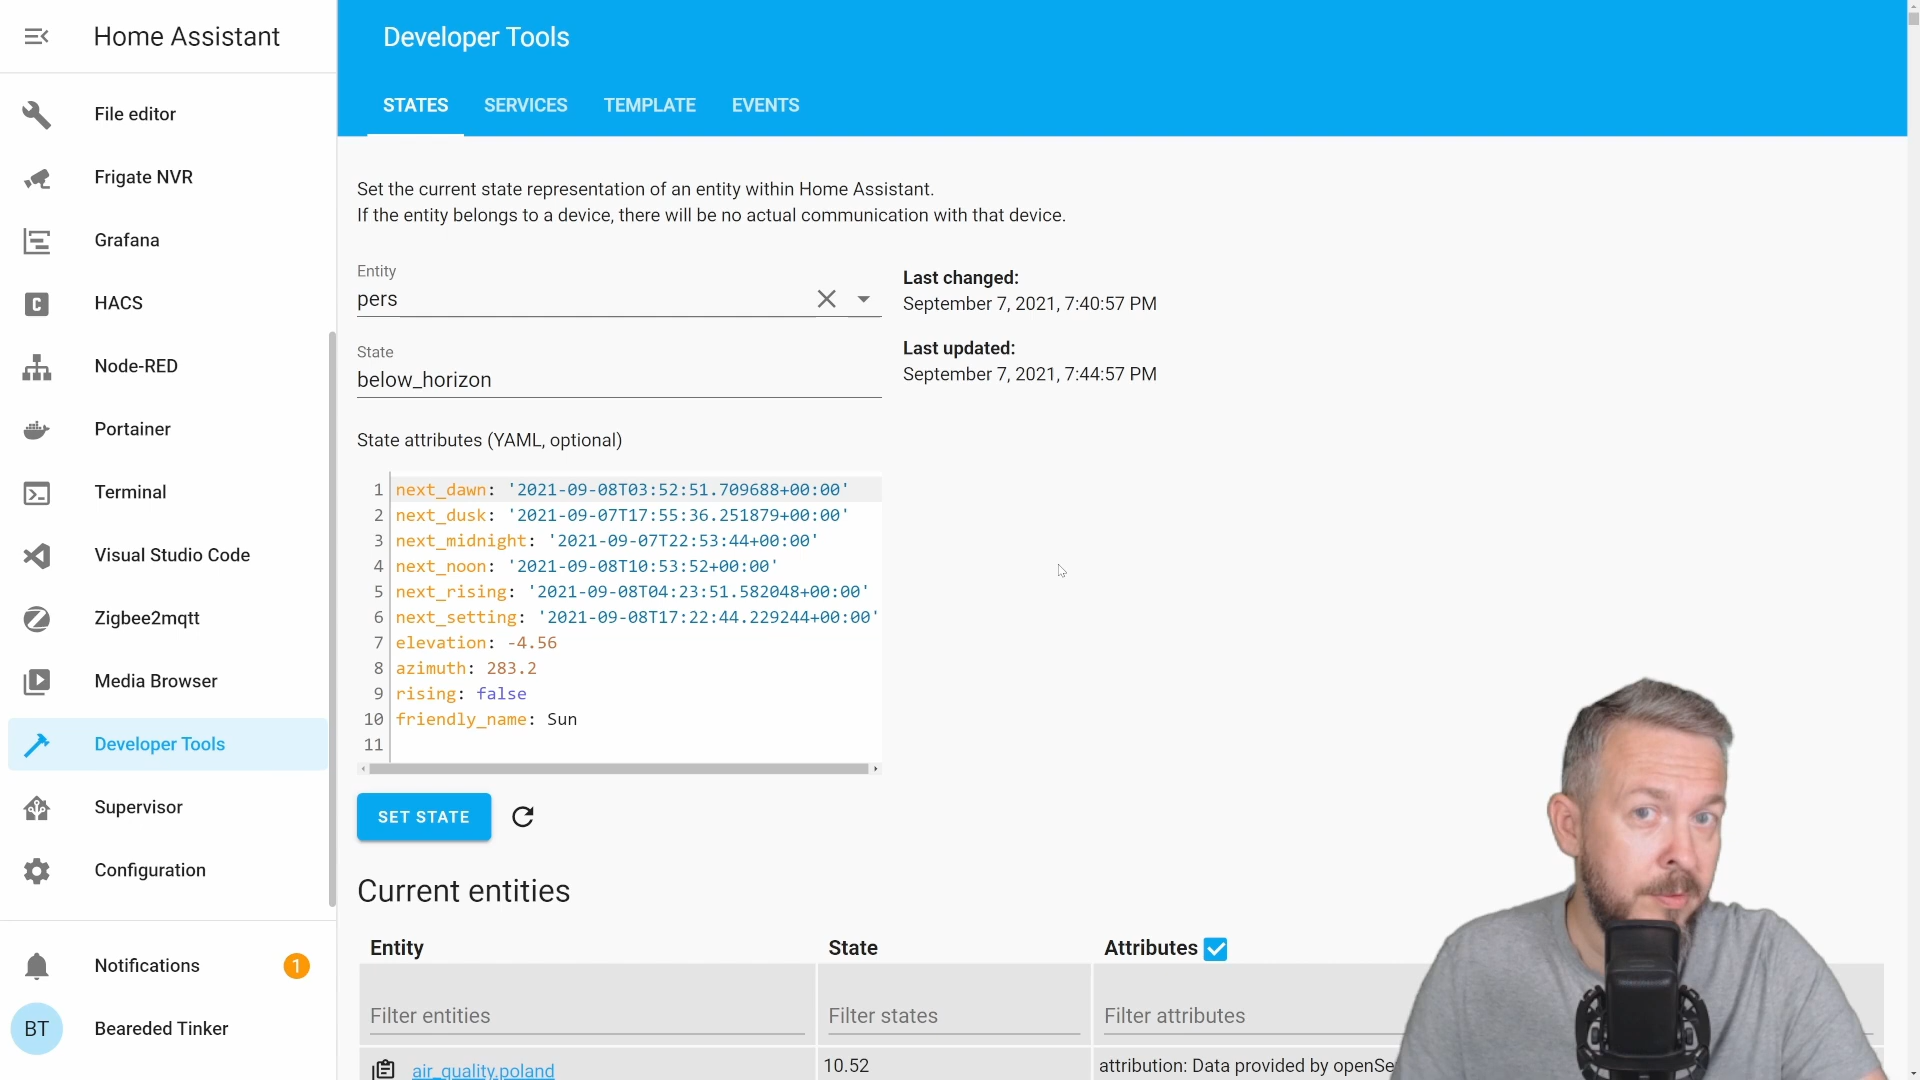 Home Assistant
File editor
Frigate NVR
Grafana
C
HACS
Node-RED
Portainer
Terminal
Visual Studio Code
Zigbee2mqtt
Media Browser
Developer Tools
Supervisor
Configuration
Notifications
1
BT
Bearded Tinker
Developer Tools
STATES
SERVICES
TEMPLATE
EVENTS
Set the current state representation of an entity within Home Assistant.
If the entity belongs to a device, there will be no actual communication with that device.
Entity
pers
State
below_horizon
Last changed:
September 7, 2021, 7:40:57 PM
Last updated:
September 7, 2021, 7:44:57 PM
State attributes (YAML, optional)
1 next_dawn: '2021-09-08T03:52:51.709688+00:00'
2 next_dusk: '2021-09-07T17:55:36.251879+00:00'
3 next_midnight: '2021-09-07T22:53:44+00:00'
4 next_noon: '2021-09-08T10:53:52+00:00'
5 next_rising: '2021-09-08T04:23:51.582048+00:00'
6 next_setting: '2021-09-08T17:22:44.229244+00:00'
7 elevation: -4.56
8 azimuth: 283.2
9 rising: false
10 friendly_name: Sun
11
SET STATE
Current entities
Entity State Attributes
Filter entities Filter states Filter attributes
air_quality.poland 10.52 attribution: Data provided by openSe